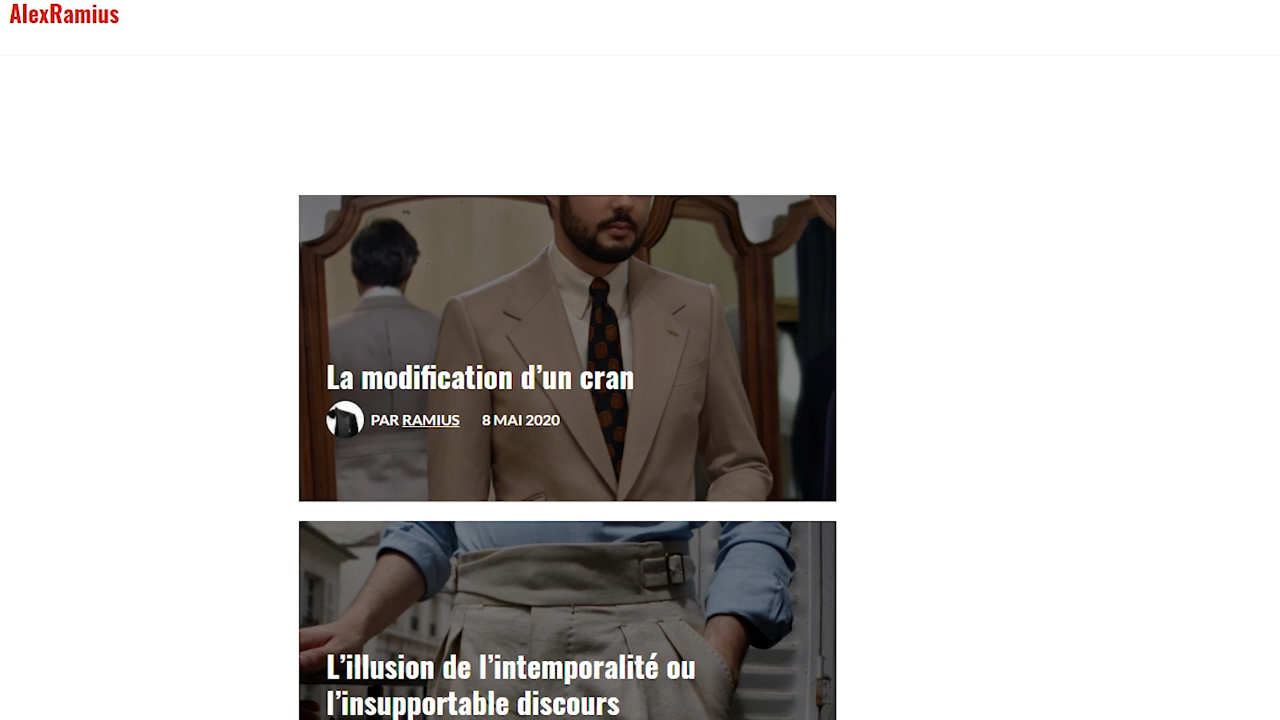 AlexRamius
La modification d’un cran
PAR RAMIUS 8 MAI 2020
L’illusion de l’intemporalité ou
l’insupportable discours